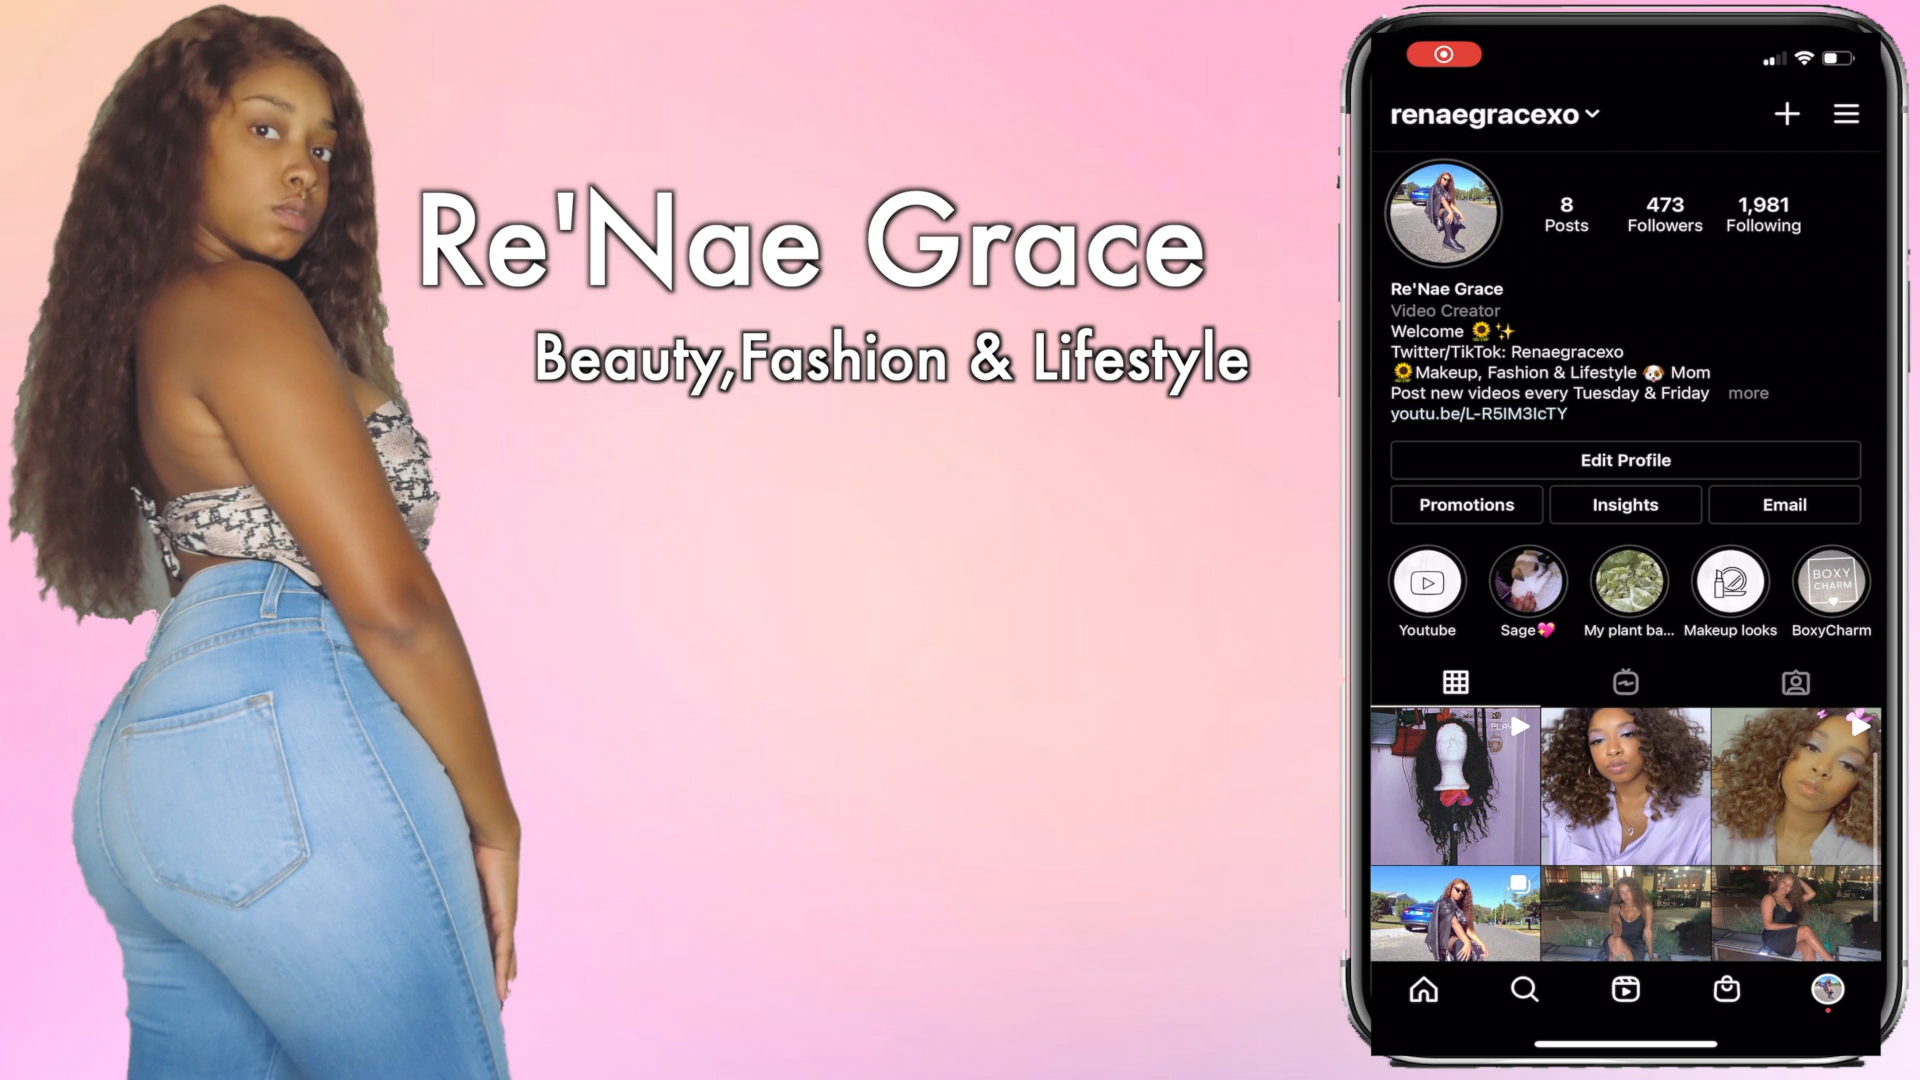 Re'Nae Grace
Beauty,Fashion & Lifestyle
renaegracexo
8
Posts
473
Followers
1,981
Following
Re'Nae Grace
Video Creator
Welcome 🌻✨
Twitter/TikTok: Renaegracexo
🌻Makeup, Fashion & Lifestyle 🐶 Mom
Post new videos every Tuesday & Friday more
youtu.be/L-R5IM3IcTY
Edit Profile
Promotions
Insights
Email
BOXY
CHARM
Youtube
Sage💖
My plant ba...
Makeup looks
BoxyCharm
PLAY